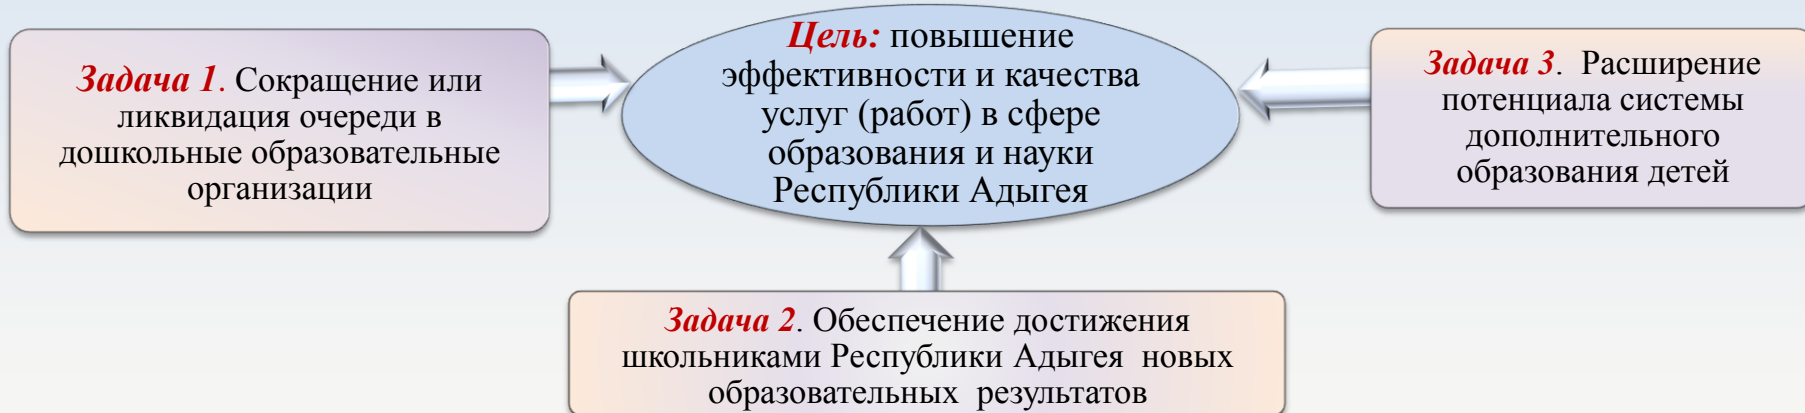 Задача 1. Сокращение или
ликвидация очереди в
дошкольные образовательные
организации
Цель: повышение
эффективности и качества
услуг (работ) в сфере
образования и науки
Республики Адыгея
Задача 3. Расширение
потенциала системы
дополнительного
образования детей
Задача 2. Обеспечение достижения
школьниками Республики Адыгея новых
образовательных результатов